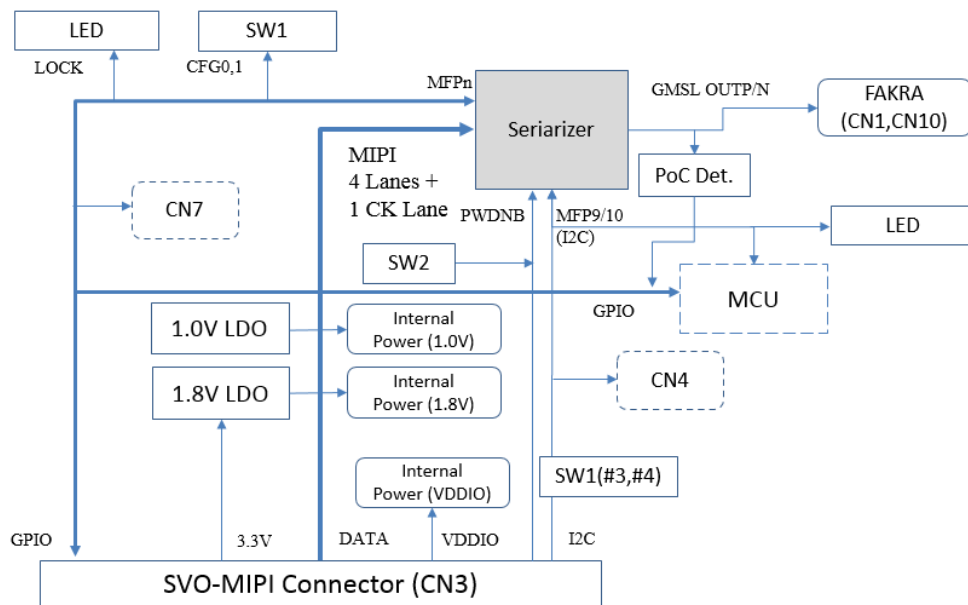 LED
SW1
LOCK
CFG0,1
MFPn
GMSL OUTP/N
FAKRA
(CN1,CN10)
Seriarizer
MIPI
4 Lanes +
1 CK Lane
PoC Det.
CN7
PWDNB
MFP9/10
(I2C)
LED
SW2
MCU
GPIO
1.0V LDO
Internal
Power (1.0V)
1.8V LDO
Internal
Power (1.8V)
CN4
Internal
Power (VDDIO)
SW1(#3,#4)
GPIO
3.3V
DATA
VDDIO
I2C
SVO-MIPI Connector (CN3)